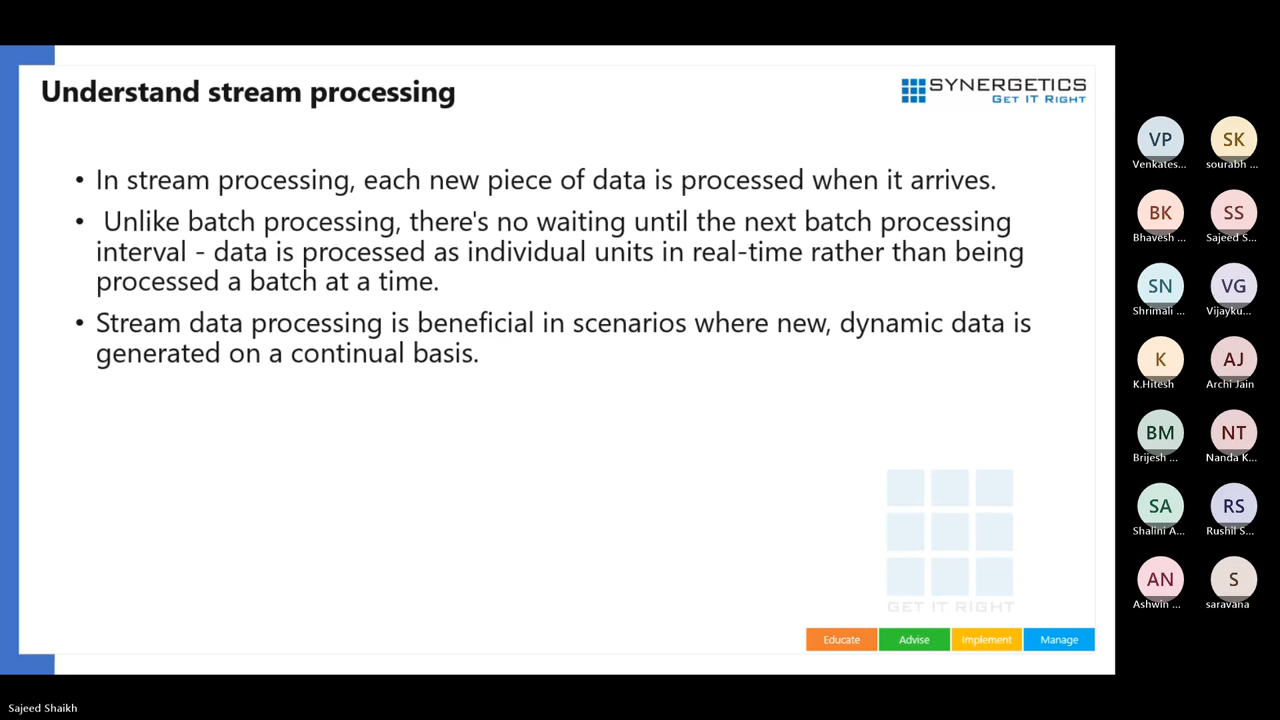 Understand stream processing
SYNERGETICS
GET IT RIGHT
• In stream processing, each new piece of data is processed when it arrives.
• Unlike batch processing, there's no waiting until the next batch processing
interval - data is processed as individual units in real-time rather than being
processed a batch at a time.
• Stream data processing is beneficial in scenarios where new, dynamic data is
generated on a continual basis.
GET IT RIGHT
Educate Advise Implement Manage
VP SK
Venkates... sourabh ...
BK SS
Bhavesh ... Sajeed S...
SN VG
Shrimali ... Vijayku...
K AJ
K.Hitesh Archi Jain
BM NT
Brijesh ... Nanda K...
SA RS
Shalini A... Rushil S...
AN S
Ashwin ... saravana
Sajeed Shaikh